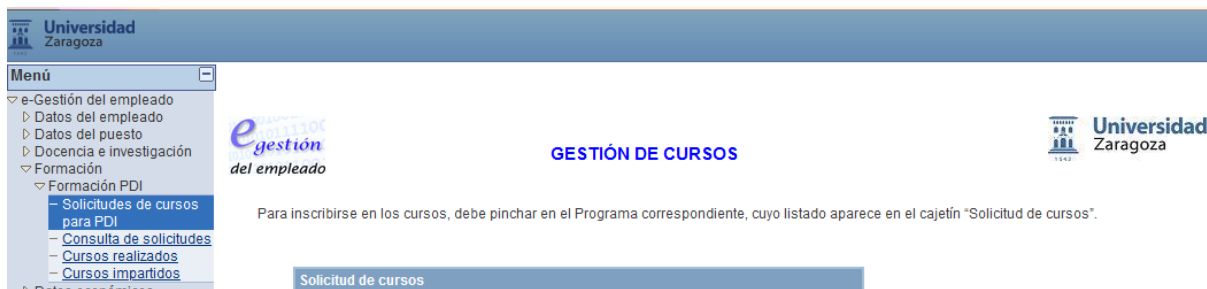 Universidad
Zaragoza
1542
Menú
e-Gestión del empleado
Datos del empleado
Datos del puesto
Docencia e investigación
Formación
Formación PDI
Solicitudes de cursos
para PDI
Consulta de solicitudes
Cursos realizados
Cursos impartidos
e gestión
del empleado
GESTIÓN DE CURSOS
Universidad
Zaragoza
1542
Para inscribirse en los cursos, debe pinchar en el Programa correspondiente, cuyo listado aparece en el cajetín “Solicitud de cursos”.
Solicitud de cursos